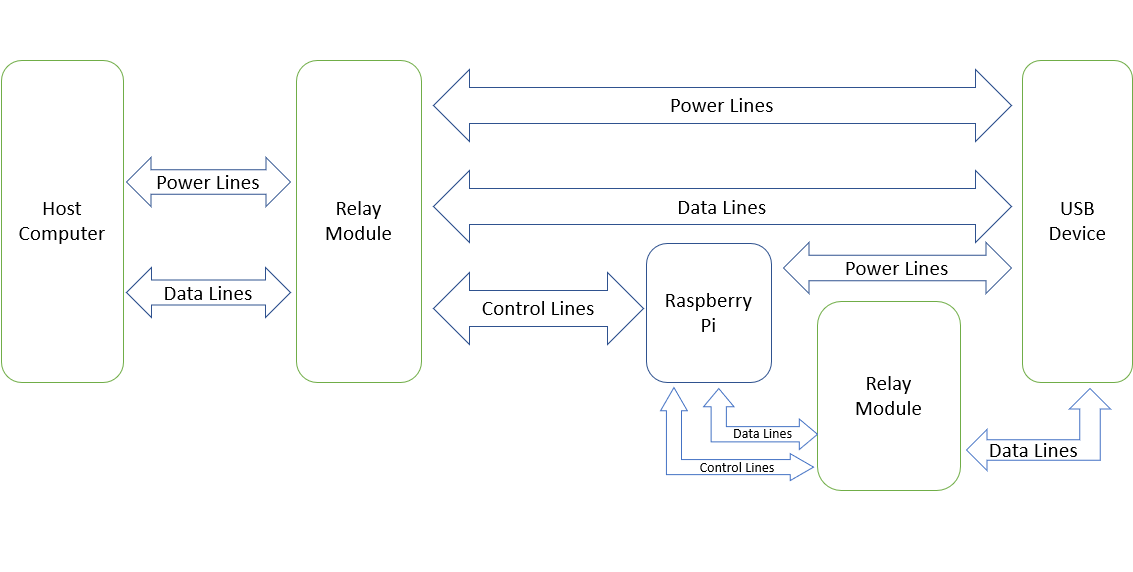 Host
Computer
Power Lines
Data Lines
Relay
Module
Power Lines
Data Lines
Control Lines
Raspberry
Pi
Power Lines
USB
Device
Relay
Module
Data Lines
Control Lines
Data Lines